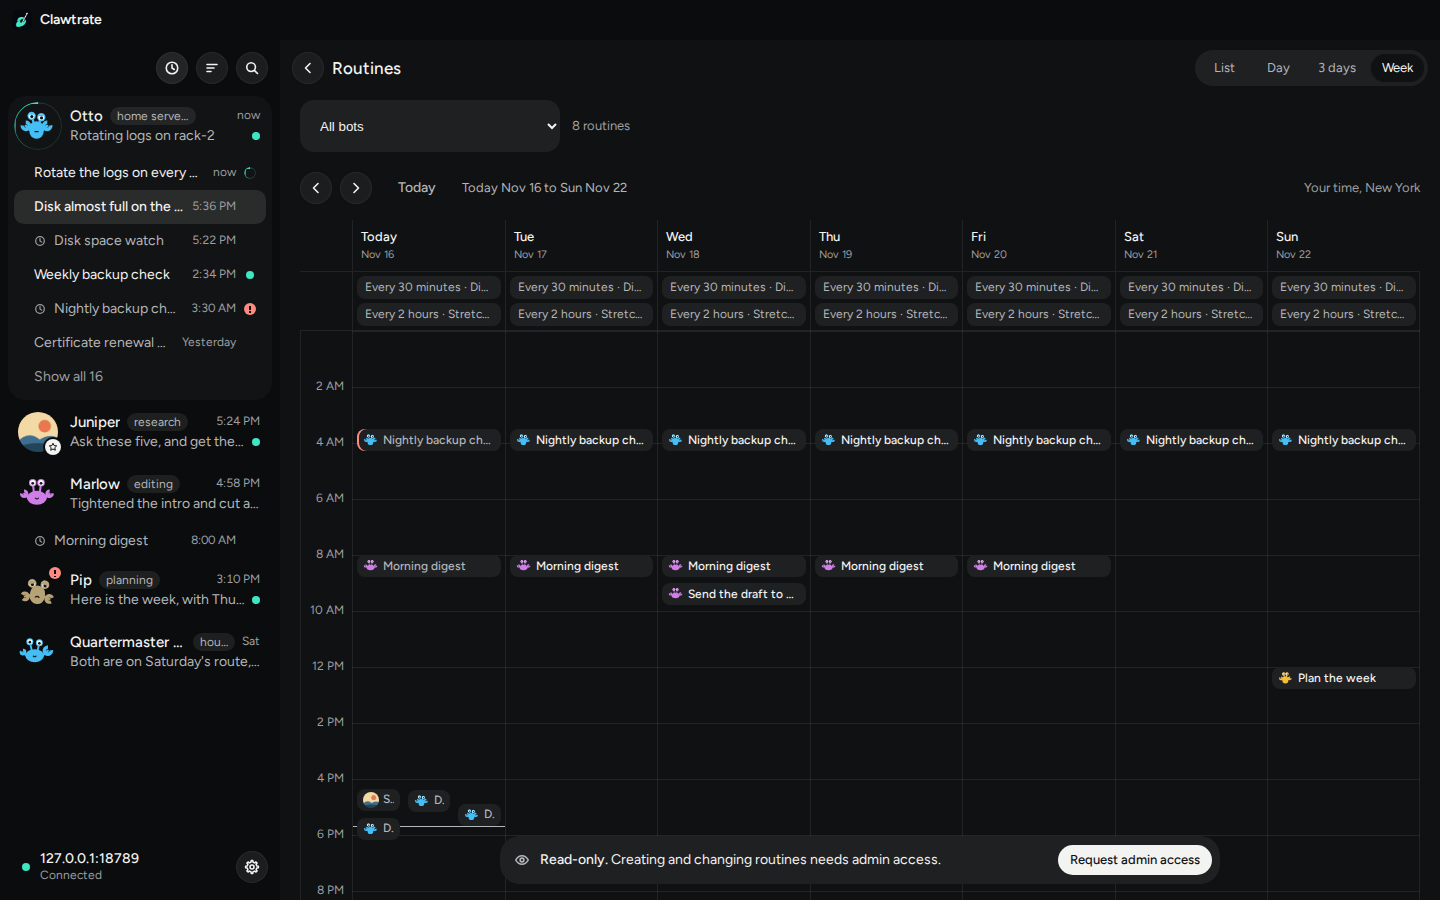 Clawtrate
Otto home serve... now
Rotating logs on rack-2
Rotate the logs on every ... now
Disk almost full on the ... 5:36 PM
Disk space watch 5:22 PM
Weekly backup check 2:34 PM
Nightly backup ch... 3:30 AM
Certificate renewal ... Yesterday
Show all 16
Juniper research 5:24 PM
Ask these five, and get the...
Marlow editing 4:58 PM
Tightened the intro and cut a...
Morning digest 8:00 AM
Pip planning 3:10 PM
Here is the week, with Thu...
Quartermaster ... hou... Sat
Both are on Saturday's route,...
127.0.0.1:18789
Connected
Routines
List Day 3 days Week
All bots 8 routines
Today Today Nov 16 to Sun Nov 22 Your time, New York
Today Tue Wed Thu Fri Sat Sun
Nov 16 Nov 17 Nov 18 Nov 19 Nov 20 Nov 21 Nov 22
Every 30 minutes · Di... Every 30 minutes · Di... Every 30 minutes · Di... Every 30 minutes · Di... Every 30 minutes · Di... Every 30 minutes · Di... Every 30 minutes · Di...
Every 2 hours · Stretc... Every 2 hours · Stretc... Every 2 hours · Stretc... Every 2 hours · Stretc... Every 2 hours · Stretc... Every 2 hours · Stretc... Every 2 hours · Stretc...
2 AM
4 AM Nightly backup ch... Nightly backup ch... Nightly backup ch... Nightly backup ch... Nightly backup ch... Nightly backup ch... Nightly backup ch...
6 AM
8 AM
Morning digest Morning digest Morning digest Morning digest Morning digest
Send the draft to ...
10 AM
12 PM
Plan the week
2 PM
4 PM
S.. D.
D.
D.
6 PM
Read-only. Creating and changing routines needs admin access. Request admin access
8 PM